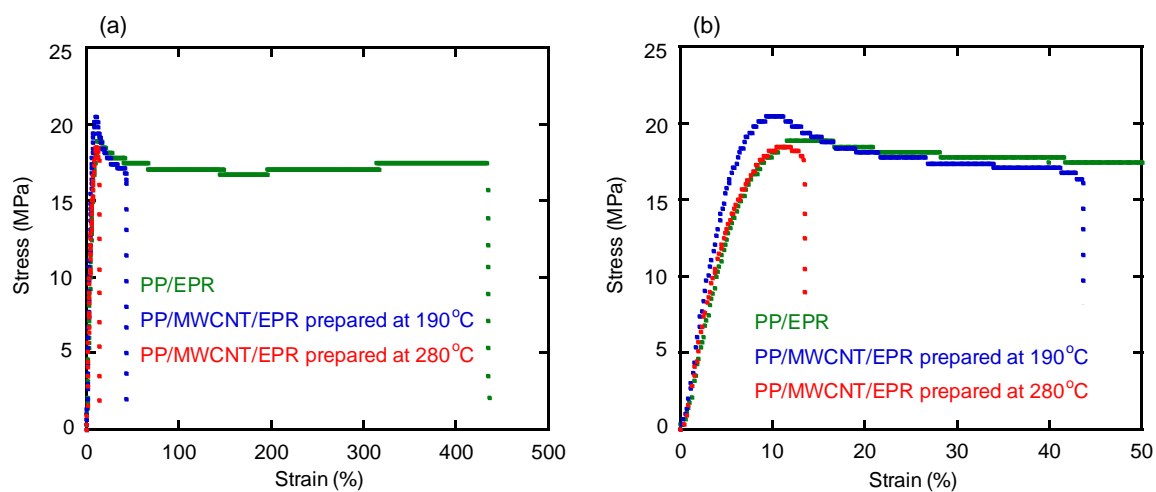 (a)
25
20
15
10
5
0
Stress (MPa)
PP/EPR
PP/MWCNT/EPR prepared at 190°C
PP/MWCNT/EPR prepared at 280°C
0 100 200 300 400 500
Strain (%)
(b)
25
20
15
10
5
0
Stress (MPa)
PP/EPR
PP/MWCNT/EPR prepared at 190°C
PP/MWCNT/EPR prepared at 280°C
0 10 20 30 40 50
Strain (%)